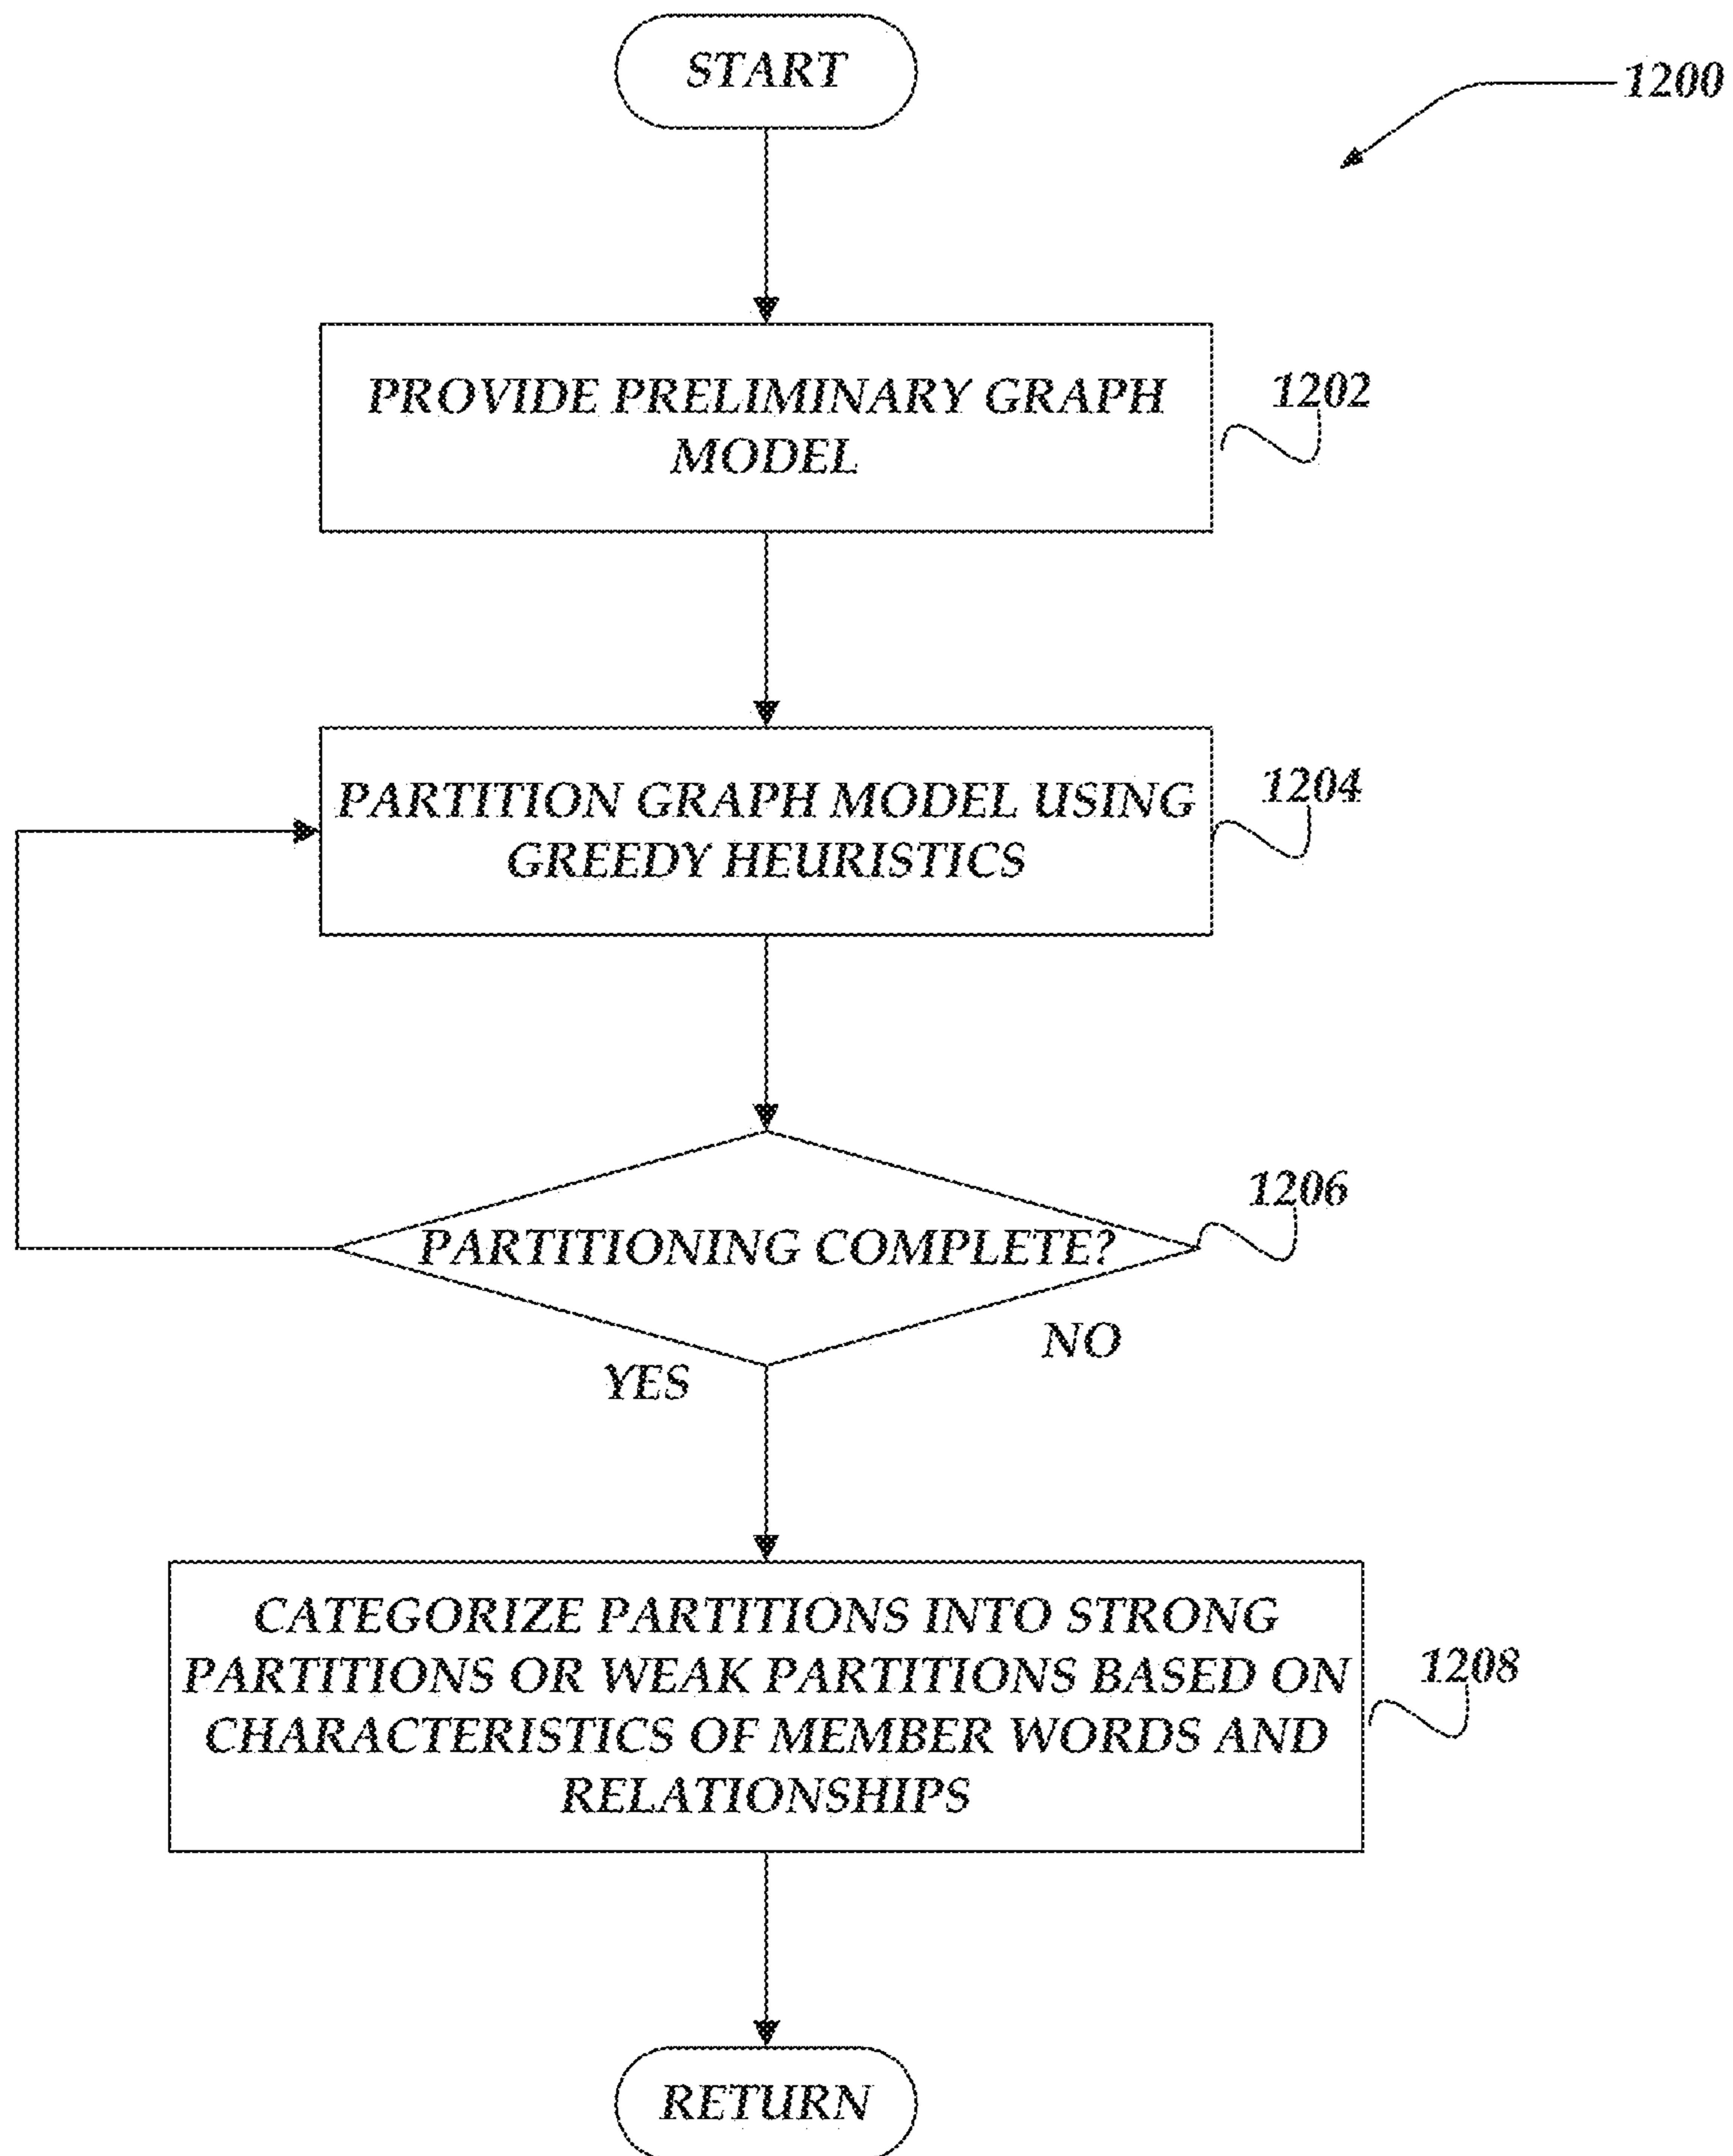 START
1200
PROVIDE PRELIMINARY GRAPH
MODEL
1202
PARTITION GRAPH MODEL USING
GREEDY HEURISTICS
1204
PARTITIONING COMPLETE?
1206
NO
YES
CATEGORIZE PARTITIONS INTO STRONG
PARTITIONS OR WEAK PARTITIONS BASED ON
CHARACTERISTICS OF MEMBER WORDS AND
RELATIONSHIPS
1208
RETURN